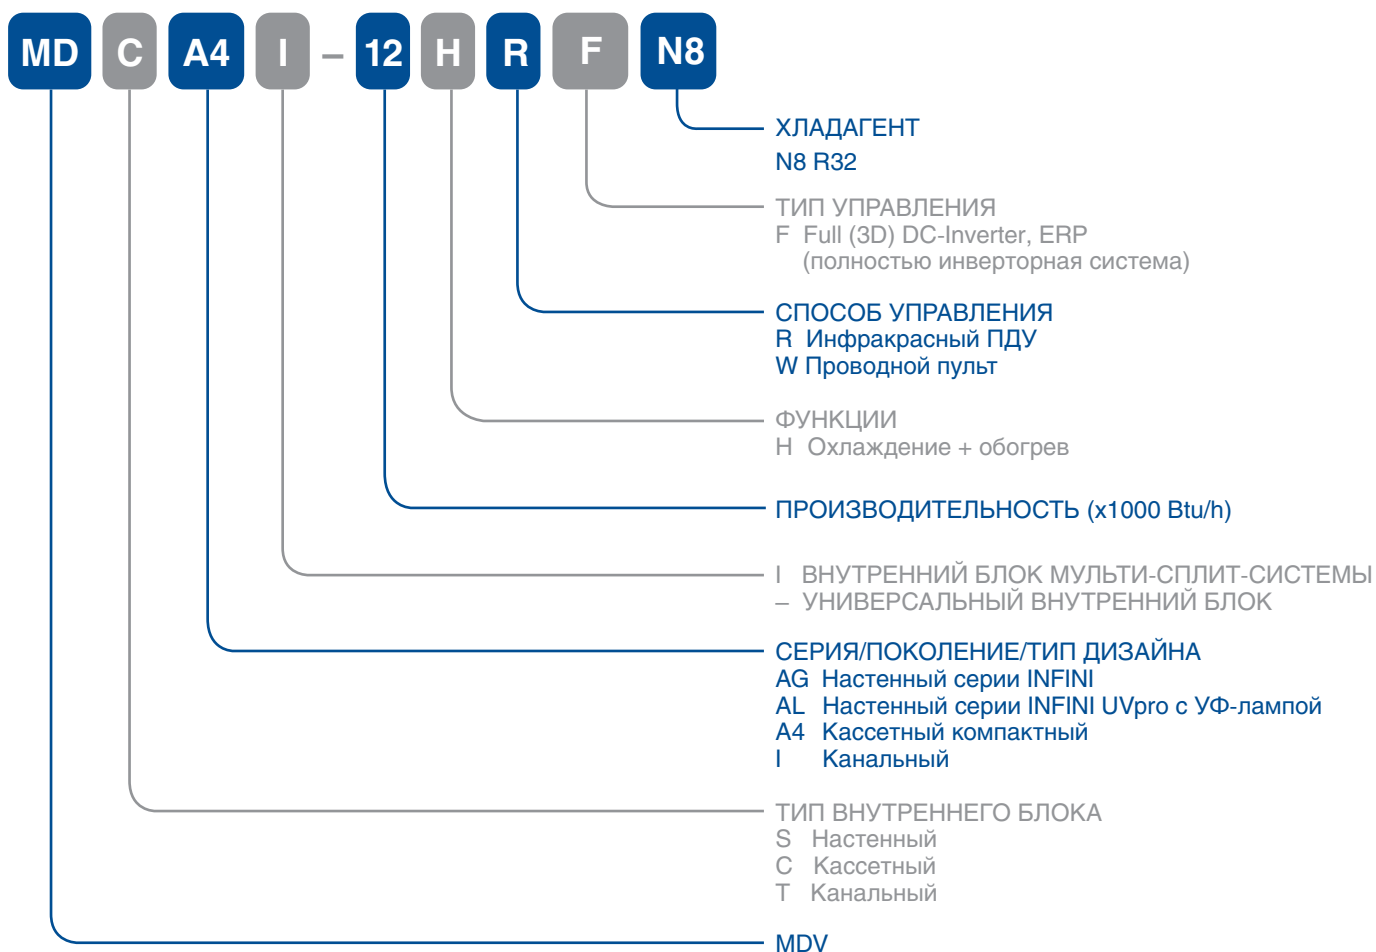 MD C A4 I – 12 H R F N8
ХЛАДАГЕНТ
N8 R32
ТИП УПРАВЛЕНИЯ
F Full (3D) DC-Inverter, ERP
(полностью инверторная система)
СПОСОБ УПРАВЛЕНИЯ
R Инфракрасный ПДУ
W Проводной пульт
ФУНКЦИИ
H Охлаждение + обогрев
ПРОИЗВОДИТЕЛЬНОСТЬ (x1000 Btu/h)
I ВНУТРЕННИЙ БЛОК МУЛЬТИ-СПЛИТ-СИСТЕМЫ
– УНИВЕРСАЛЬНЫЙ ВНУТРЕННИЙ БЛОК
СЕРИЯ/ПОКОЛЕНИЕ/ТИП ДИЗАЙНА
AG Настенный серии INFINI
AL Настенный серии INFINI UVpro с УФ-лампой
A4 Кассетный компактный
I Канальный
ТИП ВНУТРЕННЕГО БЛОКА
S Настенный
C Кассетный
T Канальный
MDV